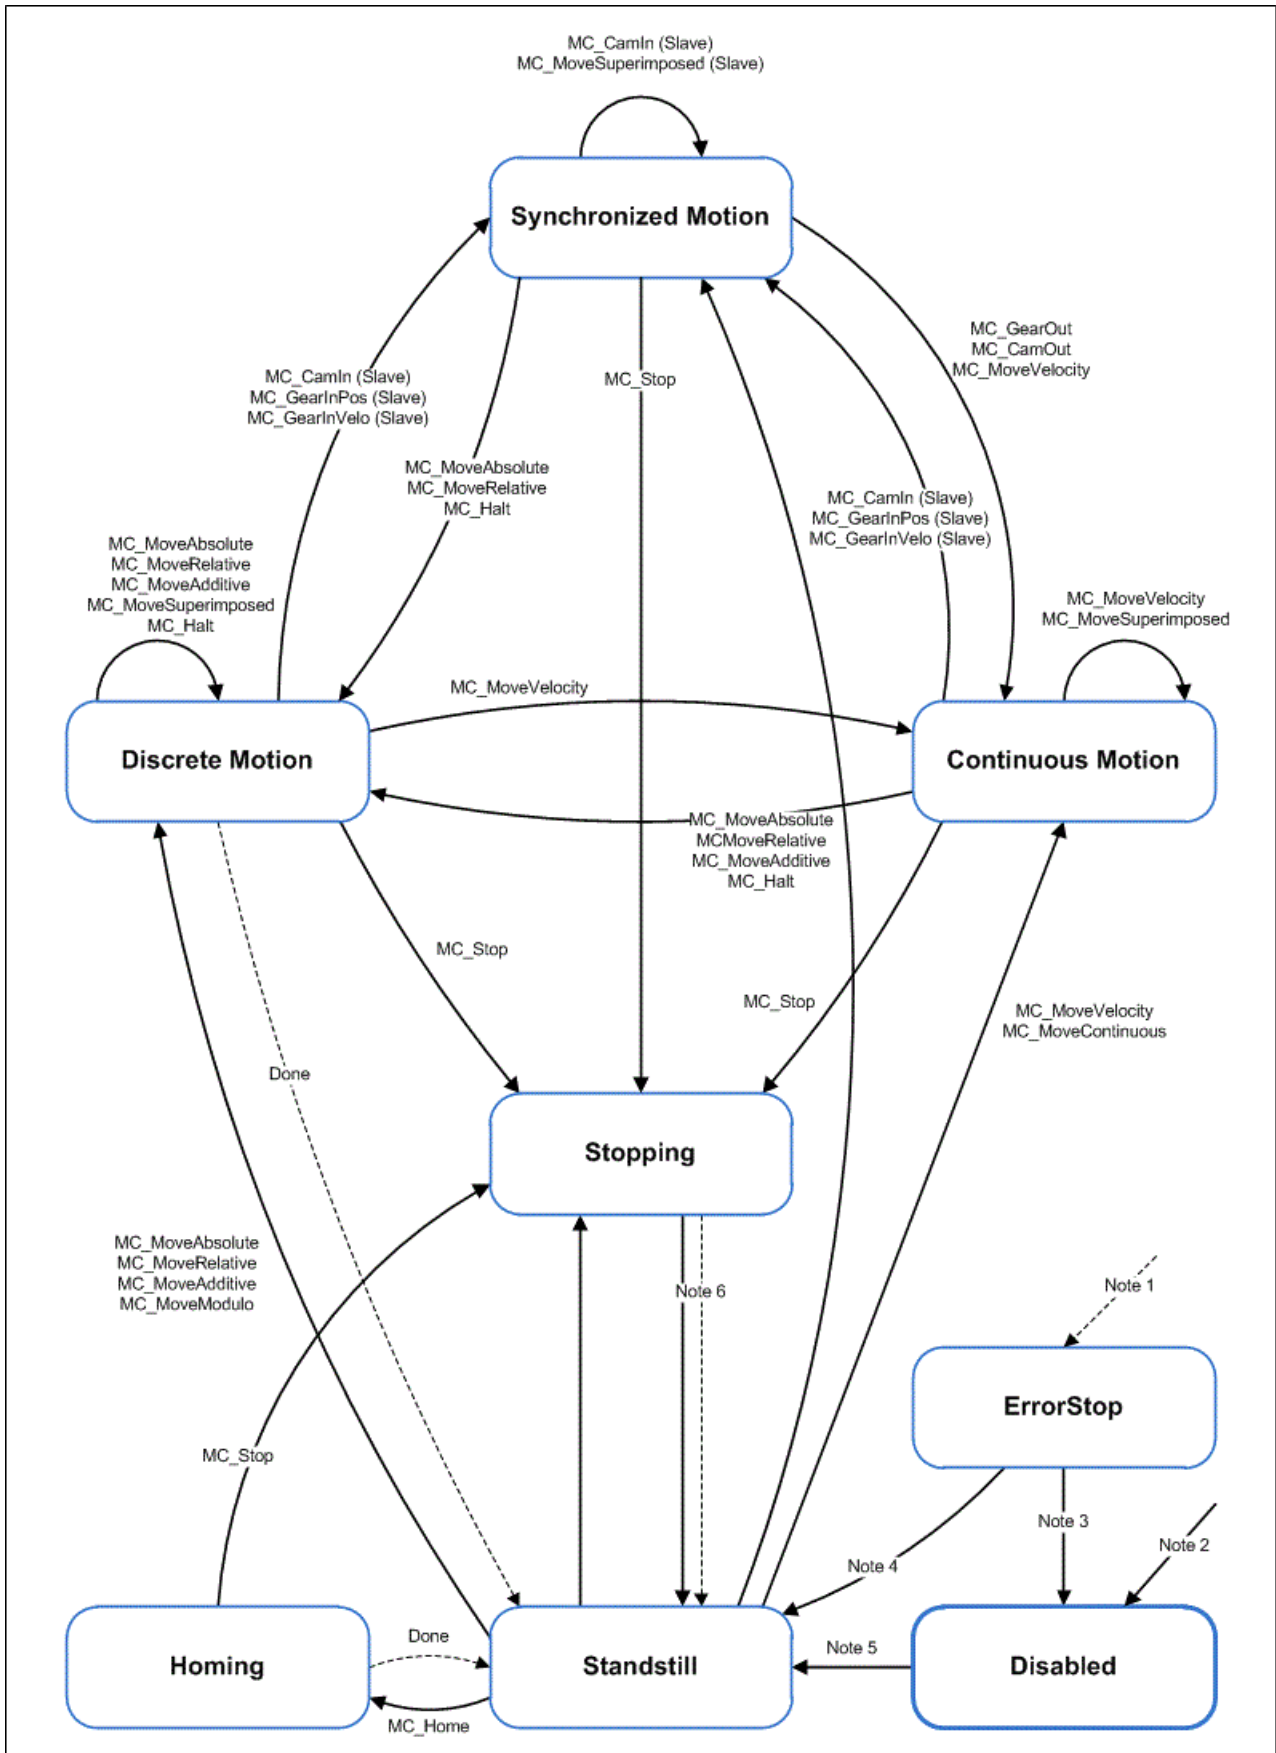 MC_CamIn (Slave)
MC_MoveSuperimposed (Slave)
Synchronized Motion
MC_GearOut
MC_CamOut
MC_MoveVelocity
MC_CamIn (Slave)
MC_GearInPos (Slave)
MC_GearInVelo (Slave)
MC_Stop
MC_MoveAbsolute
MC_MoveRelative
MC_Halt
MC_CamIn (Slave)
MC_GearInPos (Slave)
MC_GearInVelo (Slave)
MC_MoveAbsolute
MC_MoveRelative
MC_MoveAdditive
MC_MoveSuperimposed
MC_Halt
MC_MoveVelocity
MC_MoveSuperimposed
MC_MoveVelocity
Discrete Motion
Continuous Motion
MC_MoveAbsolute
MCMoveRelative
MC_MoveAdditive
MC_Halt
MC_Stop
MC_Stop
MC_MoveVelocity
MC_MoveContinuous
Done
Stopping
MC_MoveAbsolute
MC_MoveRelative
MC_MoveAdditive
MC_MoveModulo
Note 6
Note 1
ErrorStop
MC_Stop
Note 3
Note 2
Note 4
Homing
Done
MC_Home
Standstill
Note 5
Disabled